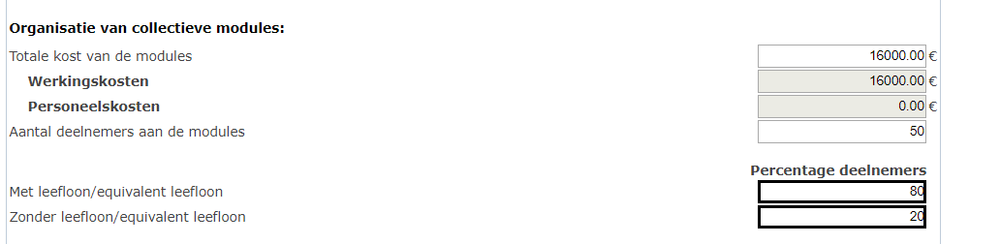 Organisatie van collectieve modules:
Totale kost van de modules 16000.00 €
Werkingskosten 16000.00 €
Personeelskosten 0.00 €
Aantal deelnemers aan de modules 50
Percentage deelnemers
Met leefloon/equivalent leefloon 80
Zonder leefloon/equivalent leefloon 20